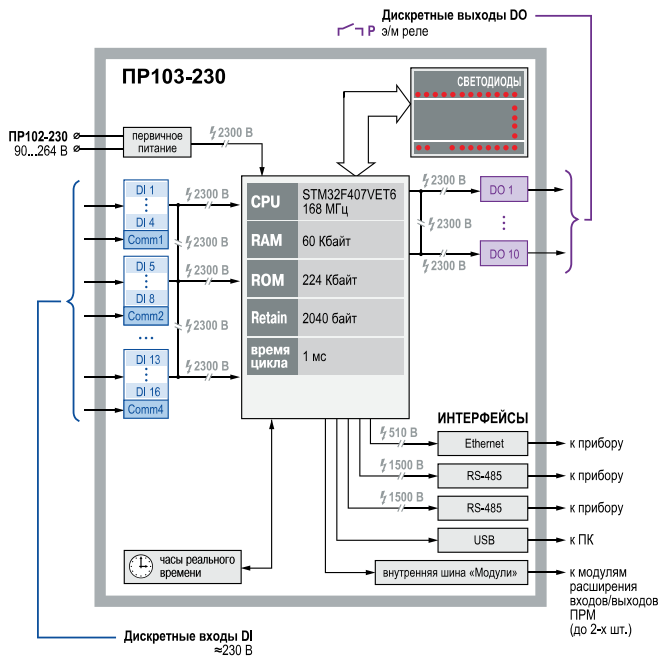 Дискретные выходы DO
Р э/м реле
ПР103-230
СВЕТОДИОДЫ
ПР102-230
90...264 В
первичное
питание
2300 В
DI 1
DI 4
Comm1
2300 В
2300 В
DI 5
DI 8
Comm2
2300 В
2300 В
...
DI 13
DI 16
Comm4
2300 В
CPU
STM32F407VET6
168 МГц
RAM
60 Кбайт
ROM
224 Кбайт
Retain
2040 байт
время
цикла
1 мс
2300 В
DO 1
2300 В
2300 В
DO 10
ИНТЕРФЕЙСЫ
510 В
Ethernet
к прибору
1500 В
RS-485
к прибору
1500 В
RS-485
к прибору
USB
к ПК
внутренняя шина «Модули»
к модулям
расширения
входов/выходов
ПРМ
(до 2-х шт.)
часы реального
времени
Дискретные входы DI
≈230 В